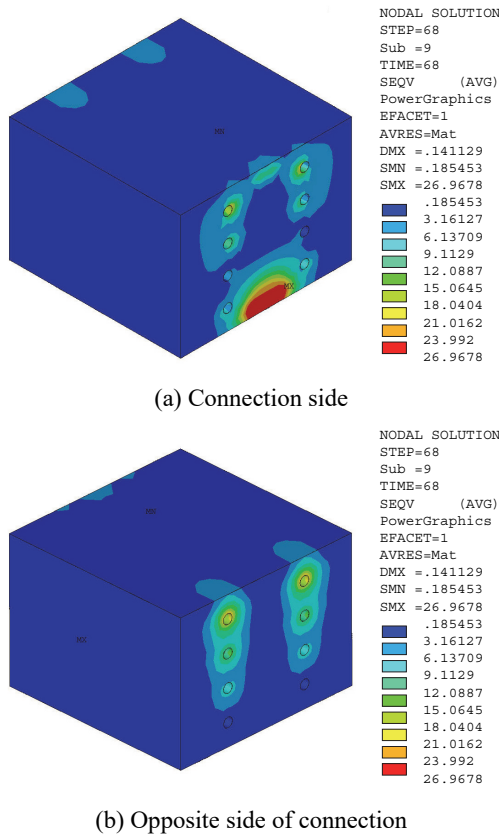 NODAL SOLUTION
STEP=68
Sub =9
TIME=68
SEQV (AVG)
PowerGraphics
EFACET=1
AVRES=Mat
DMX =.141129
SMN =.185453
SMX =26.9678
.185453
3.16127
6.13709
9.1129
12.0887
15.0645
18.0404
21.0162
23.992
26.9678
MN
MX
(a) Connection side
NODAL SOLUTION
STEP=68
Sub =9
TIME=68
SEQV (AVG)
PowerGraphics
EFACET=1
AVRES=Mat
DMX =.141129
SMN =.185453
SMX =26.9678
.185453
3.16127
6.13709
9.1129
12.0887
15.0645
18.0404
21.0162
23.992
26.9678
MN
MX
(b) Opposite side of connection